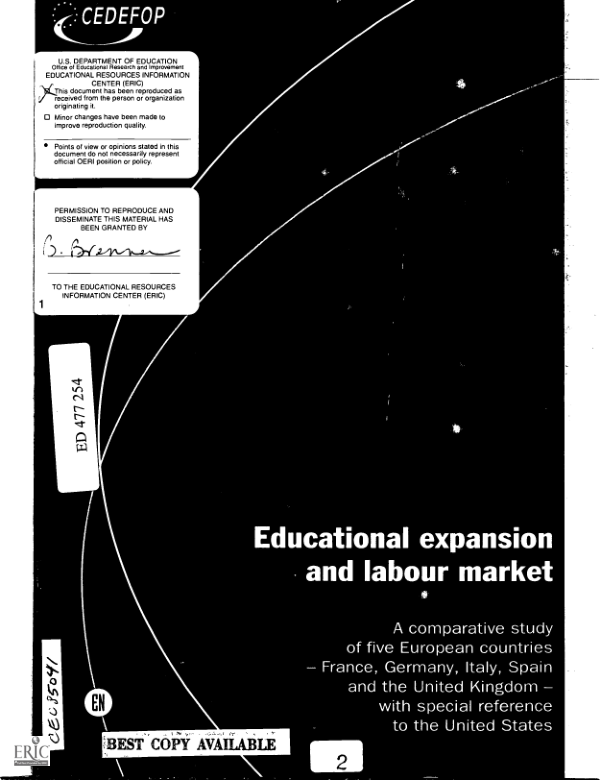 CEDEFOP
U.S. DEPARTMENT OF EDUCATION
Office of Educational Research and Improvement
EDUCATIONAL RESOURCES INFORMATION
CENTER (ERIC)
This document has been reproduced as
received from the person or organization
originating it.
Minor changes have been made to
improve reproduction quality.
Points of view or opinions stated in this
document do not necessarily represent
official OERI position or policy.
PERMISSION TO REPRODUCE AND
DISSEMINATE THIS MATERIAL HAS
BEEN GRANTED BY
B. Brenner
TO THE EDUCATIONAL RESOURCES
INFORMATION CENTER (ERIC)
1
ED 477 254
Educational expansion
and labour market
A comparative study
of five European countries
– France, Germany, Italy, Spain
and the United Kingdom –
with special reference
to the United States
CE085091
EN
ERIC
BEST COPY AVAILABLE
2